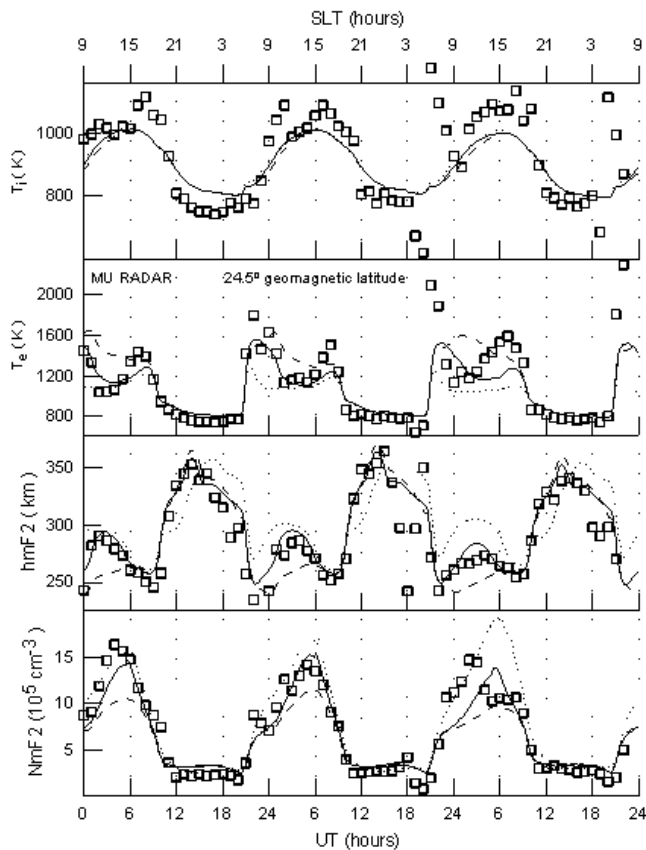 SLT (hours)
9 15 21 3 9 15 21 3 9 15 21 3 9
1000
800
Ti (K)
MU RADAR 24.5º geomagnetic latitude
2000
1600
1200
800
Te (K)
350
300
250
hmF2 (km)
15
10
5
NmF2 (10⁵ cm⁻³)
0 6 12 18 24 6 12 18 24 6 12 18 24
UT (hours)